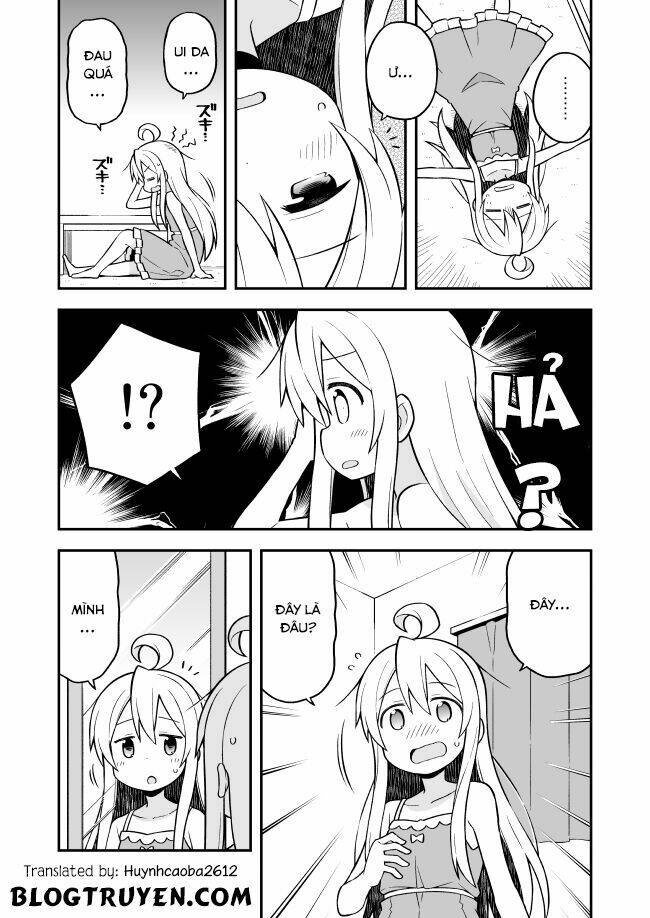 .........
Ư...
UI DA
...
ĐAU
QUÁ
...
ズキ...
ズキ...
HẢ
?
!?
ĐÂY...
ĐÂY LÀ
ĐÂU?
MÌNH
...
Translated by: Huynhcaoba2612
BLOGTRUYEN.COM